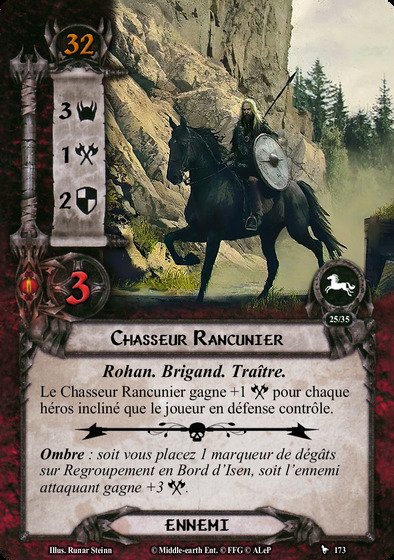 32
3
1
2
3
25/35
Chasseur Rancunier
Rohan. Brigand. Traître.
Le Chasseur Rancunier gagne +1 pour chaque
héros incliné que le joueur en défense contrôle.
Ombre : soit vous placez 1 marqueur de dégâts
sur Regroupement en Bord d'Isen, soit l'ennemi
attaquant gagne +3 .
ENNEMI
Illus. Runar Steinn © Middle-earth Ent. © FFG © ALeP 173